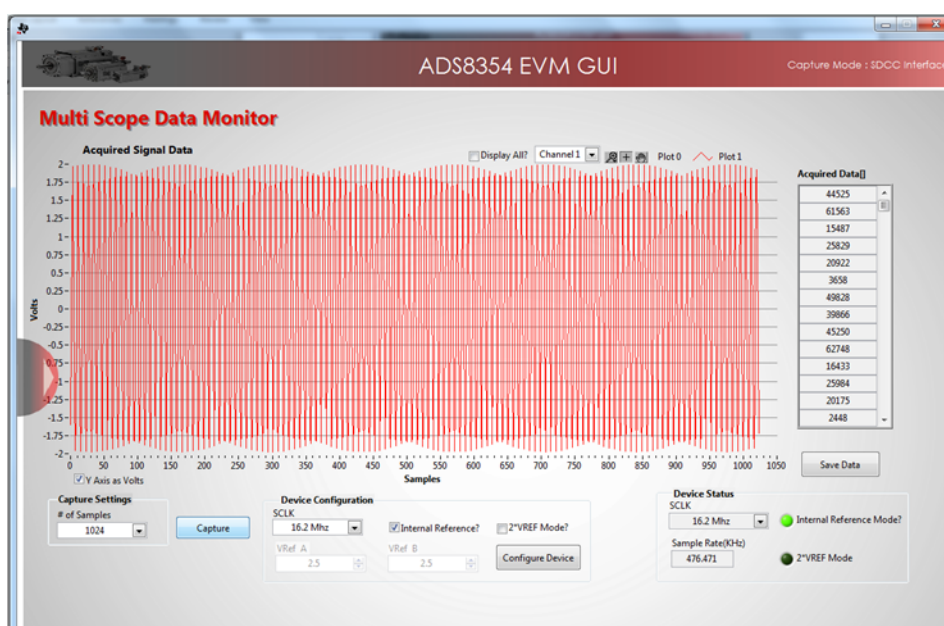 ADS8354 EVM GUI
Capture Mode : SDCC Interface
Multi Scope Data Monitor
Acquired Signal Data
Display All?
Channel 1
Plot 0
Plot 1
Acquired Data[]
44525
61563
15487
25829
20922
3658
49828
39866
45250
62748
16433
25984
20175
2448
Volts
2
1.75
1.5
1.25
1
0.75
0.5
0.25
0
-0.25
-0.5
0.75
-1
-1.25
-1.5
-1.75
-2
0 50 100 150 200 250 300 350 400 450 500 550 600 650 700 750 800 850 900 950 1000 1050
Samples
Y Axis as Volts
Save Data
Capture Settings
# of Samples
1024
Capture
Device Configuration
SCLK
16.2 Mhz
Internal Reference?
2*VREF Mode?
VRef A
2.5
VRef B
2.5
Configure Device
Device Status
SCLK
16.2 Mhz
Internal Reference Mode?
Sample Rate(KHz)
476.471
2*VREF Mode